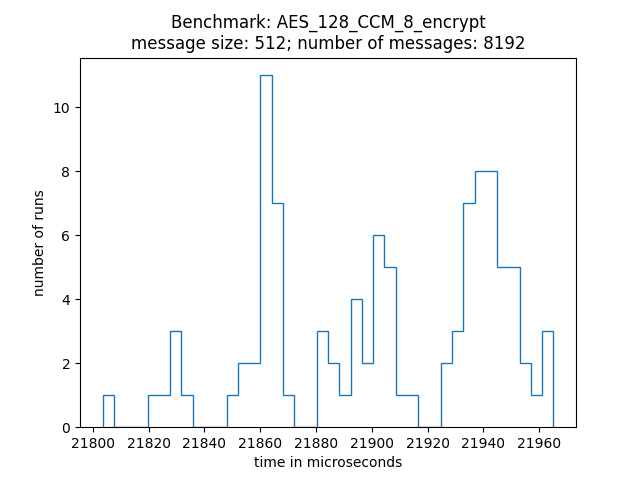 Benchmark: AES_128_CCM_8_encrypt
message size: 512; number of messages: 8192
10
8
6
4
2
0
number of runs
21800 21820 21840 21860 21880 21900 21920 21940 21960
time in microseconds